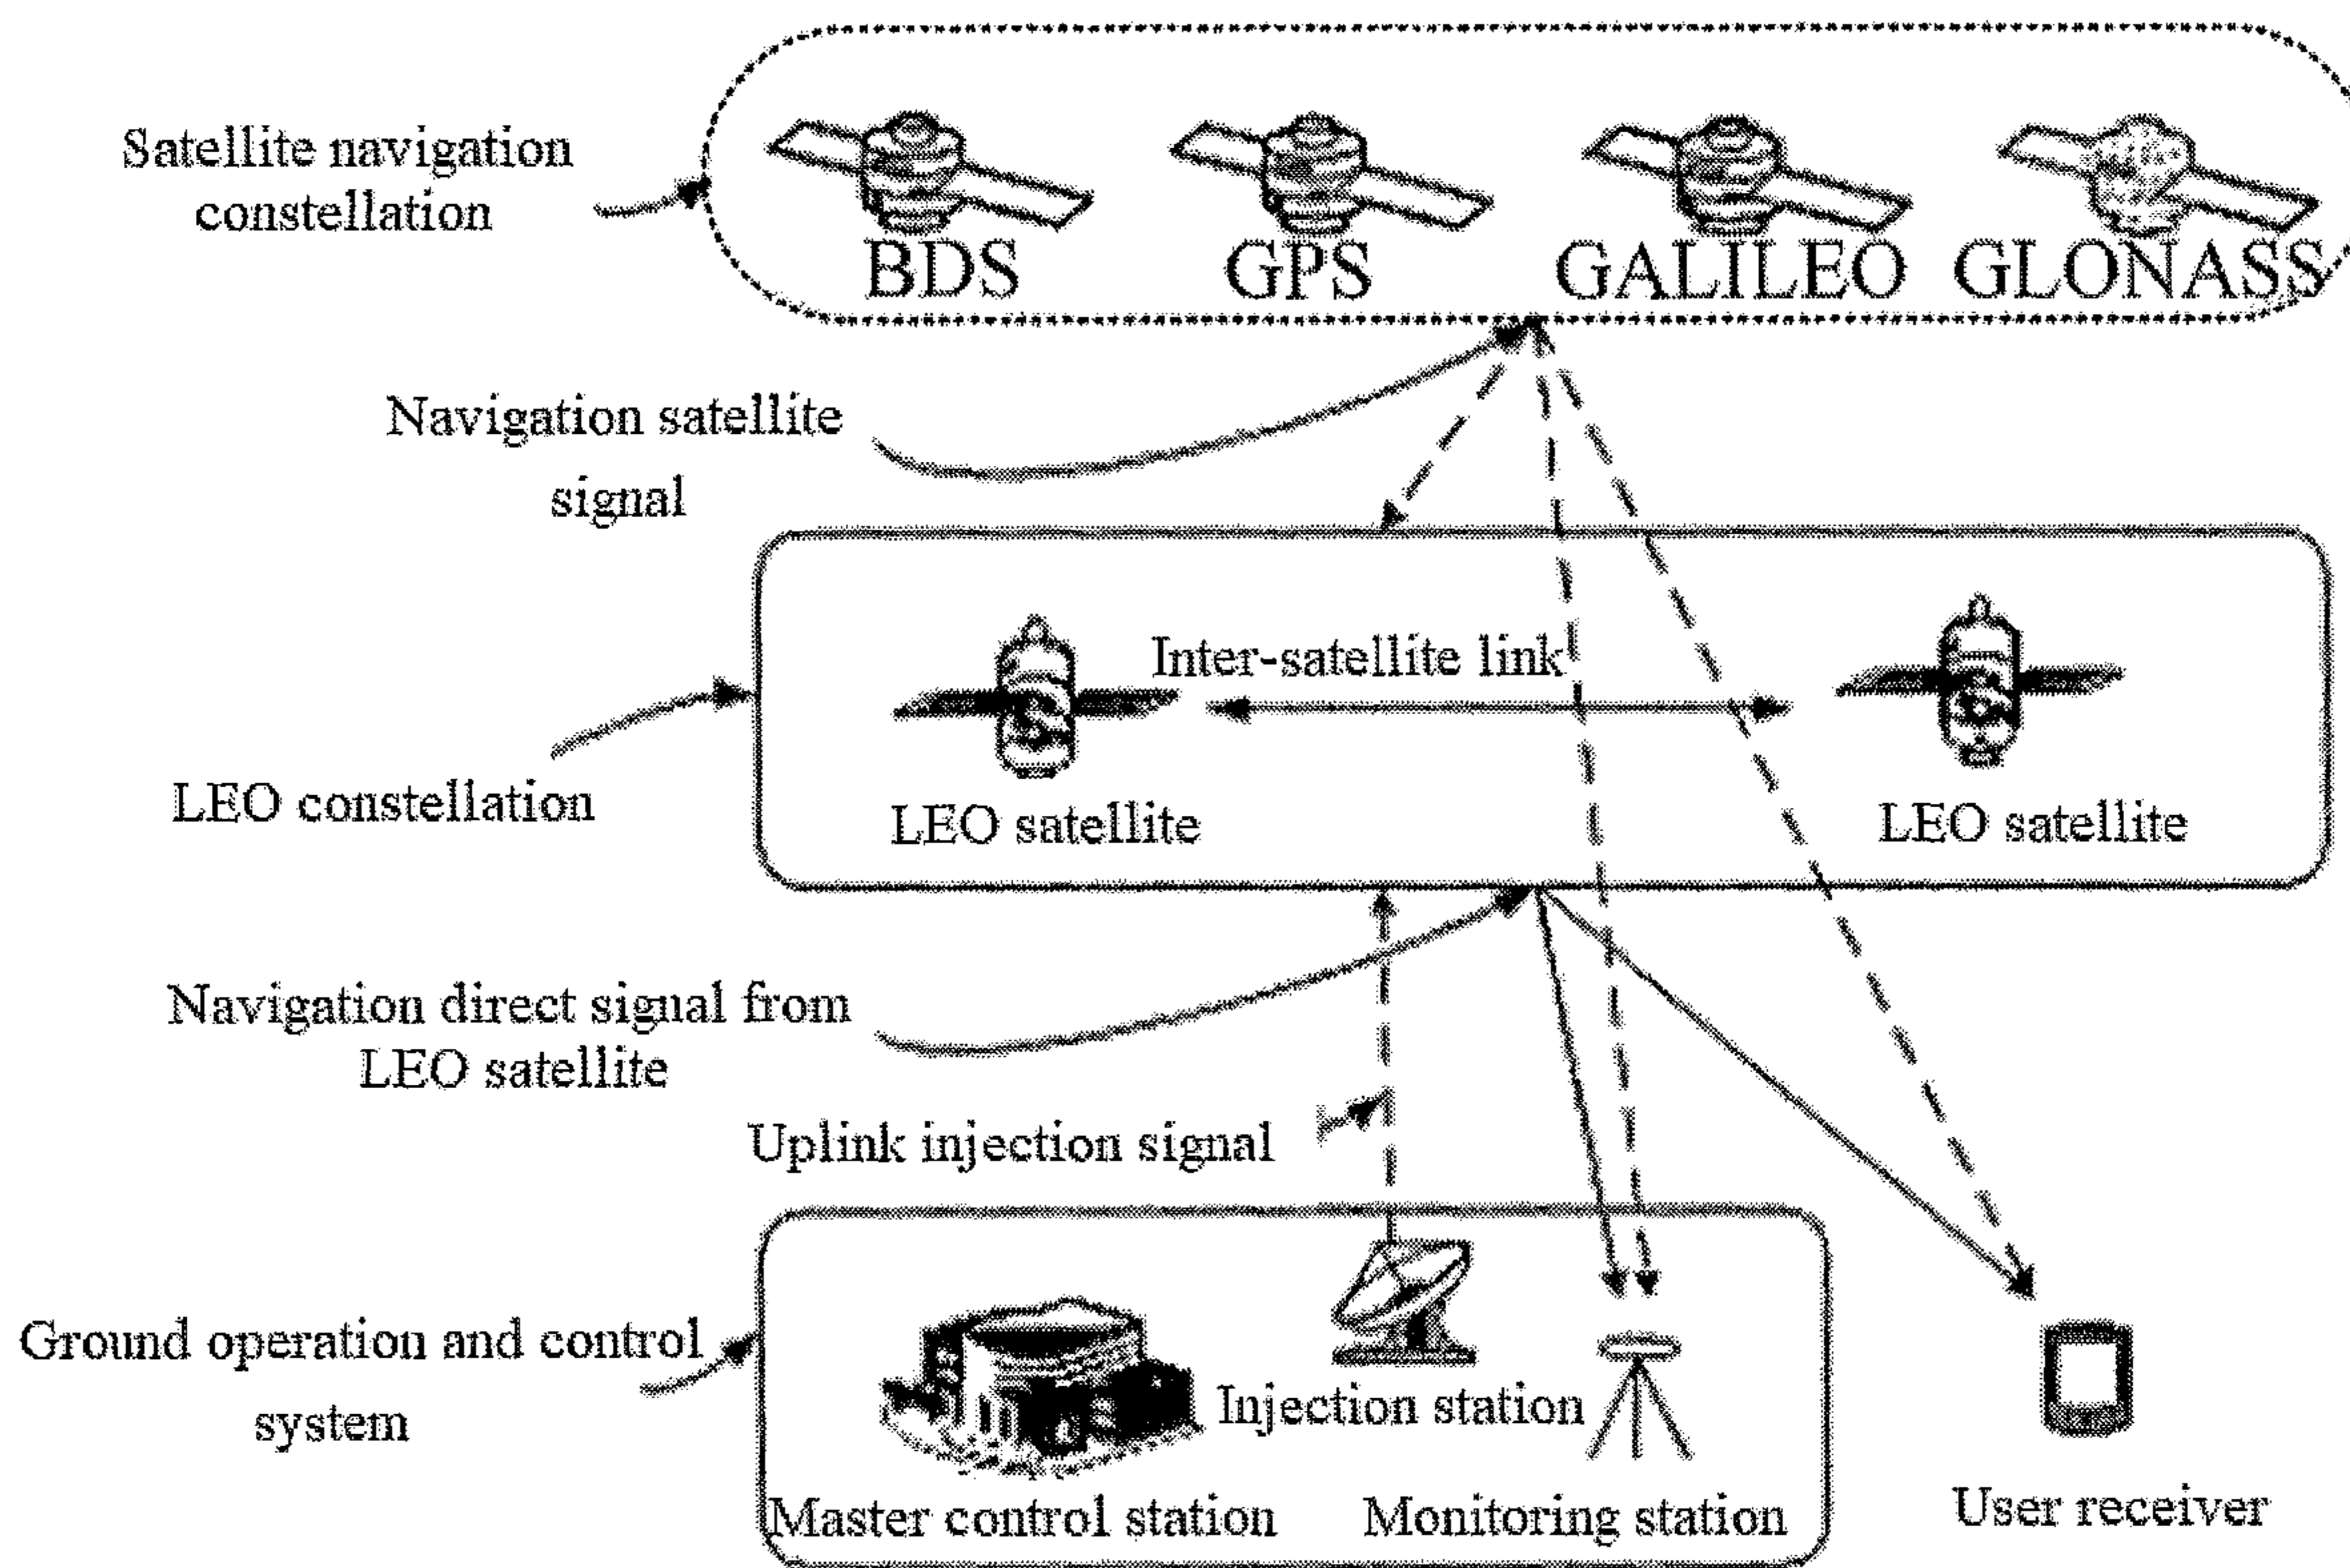 Satellite navigation
constellation
BDS
GPS
GALILEO
GLONASS
Navigation satellite
signal
Inter-satellite link
LEO constellation
LEO satellite
LEO satellite
Navigation direct signal from
LEO satellite
Uplink injection signal
Ground operation and control
system
Injection station
Master control station
Monitoring station
User receiver